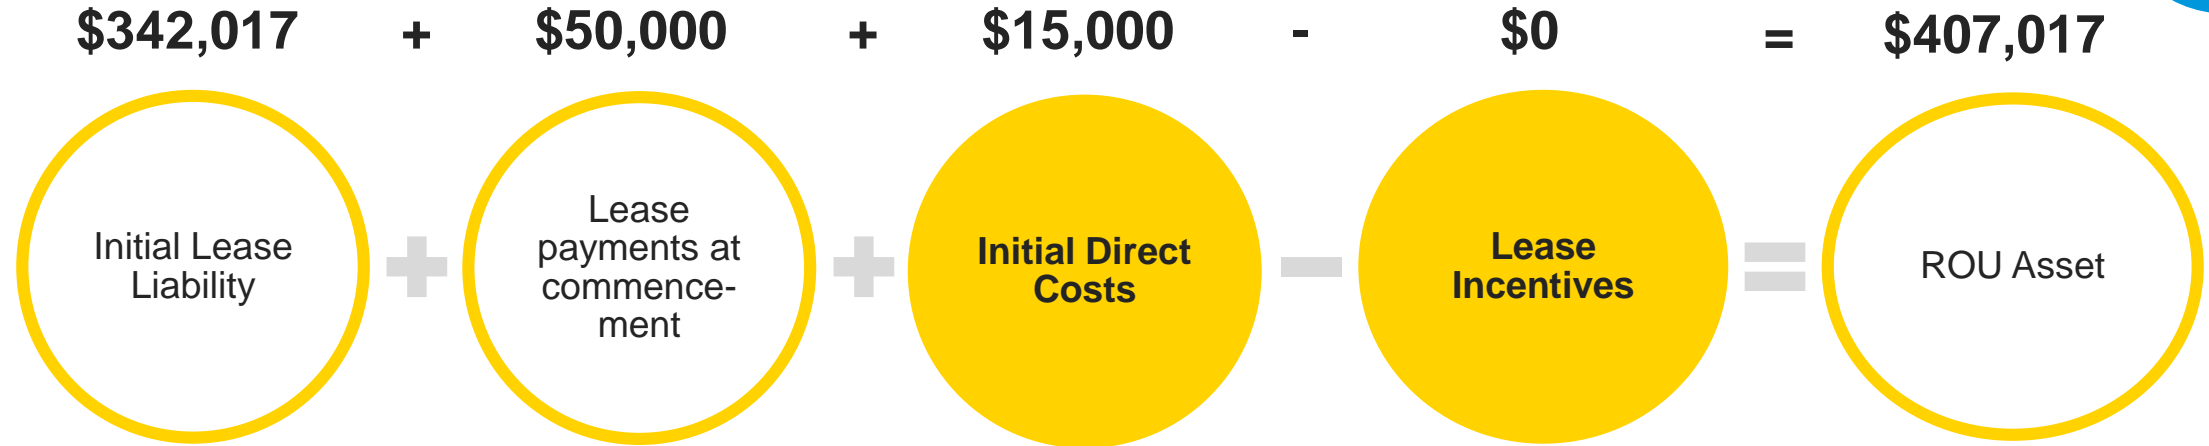 $342,017 + $50,000 + $15,000 - $0 = $407,017
Initial Lease
Liability
Lease
payments at
commence-
ment
Initial Direct
Costs
Lease
Incentives
ROU Asset